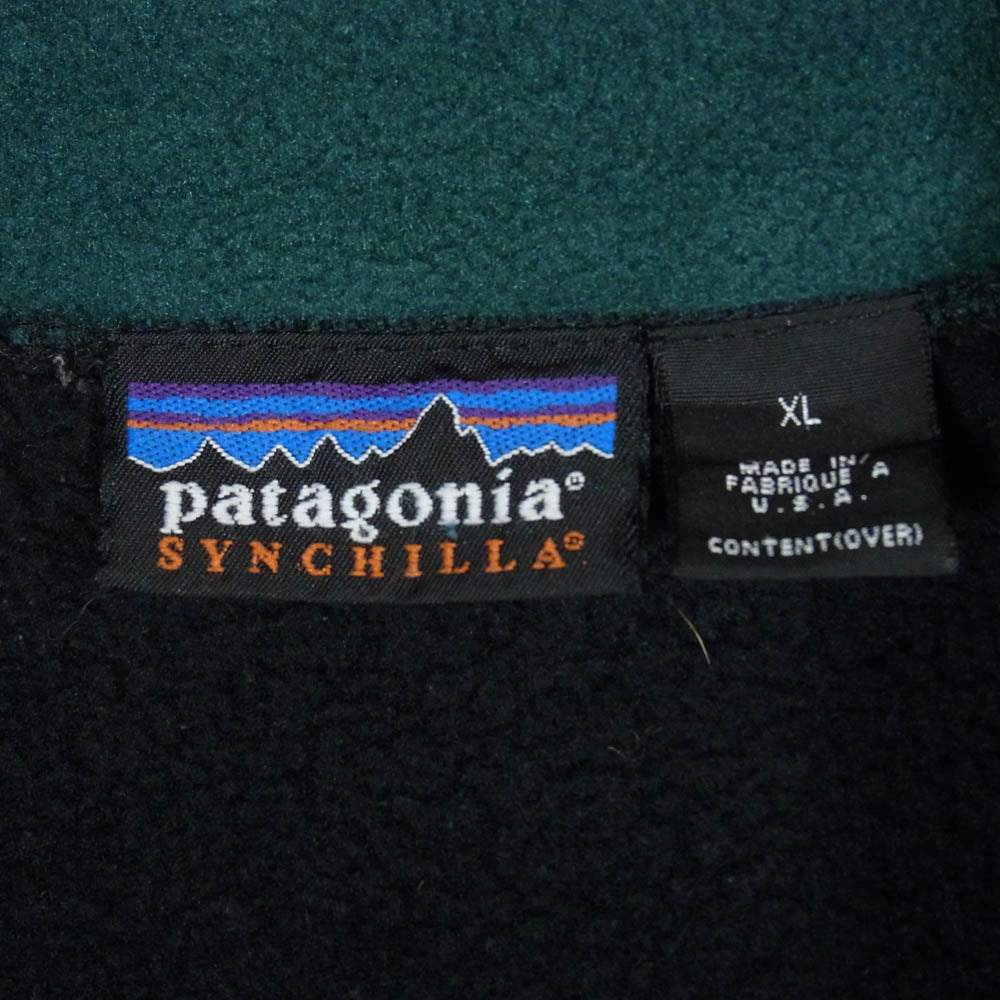 patagonia®
SYNCHILLA®
XL
MADE IN/
FABRIQUE A
U.S.A.
CONTENT(OVER)